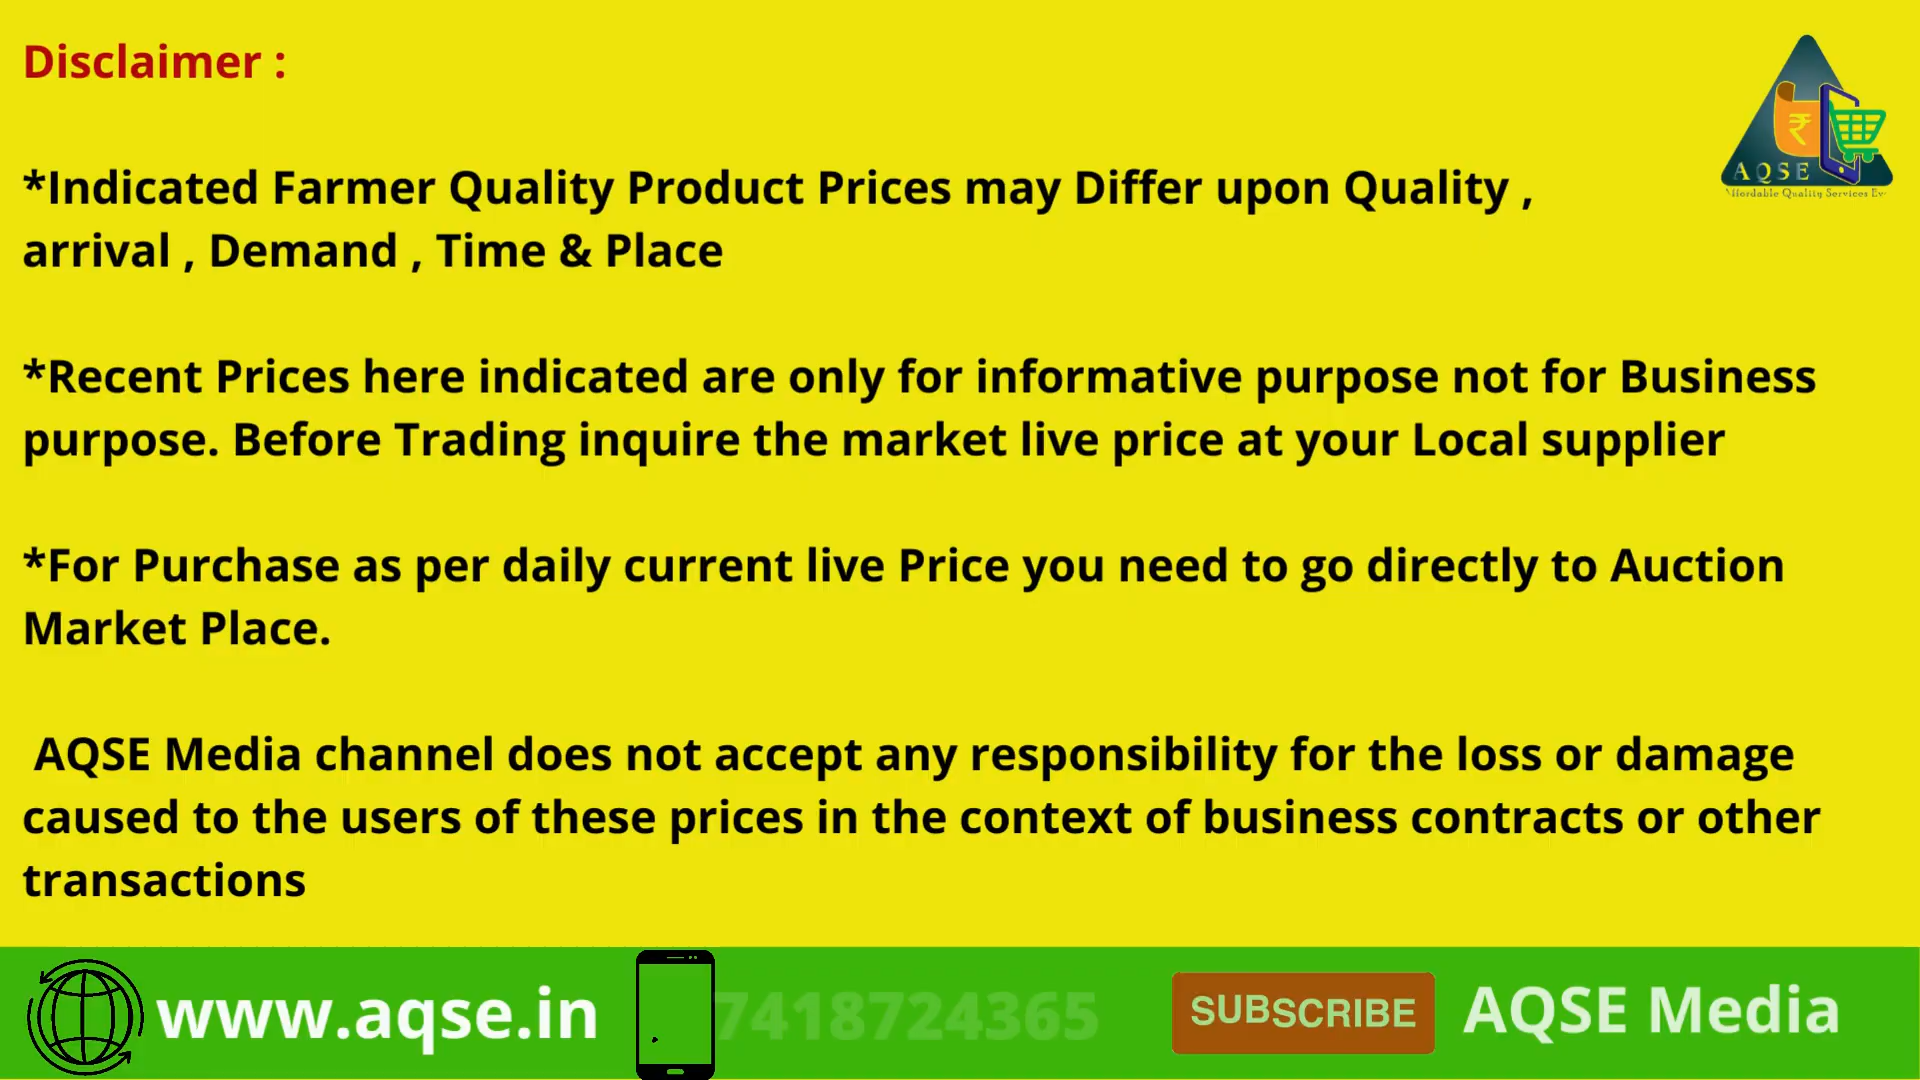 Disclaimer :
*Indicated Farmer Quality Product Prices may Differ upon Quality ,
arrival , Demand , Time & Place
*Recent Prices here indicated are only for informative purpose not for Business
purpose. Before Trading inquire the market live price at your Local supplier
*For Purchase as per daily current live Price you need to go directly to Auction
Market Place.
AQSE Media channel does not accept any responsibility for the loss or damage
caused to the users of these prices in the context of business contracts or other
transactions
₹
AQSE
ffordable Quality Services Ev
www.aqse.in
7418724365
SUBSCRIBE
AQSE Media